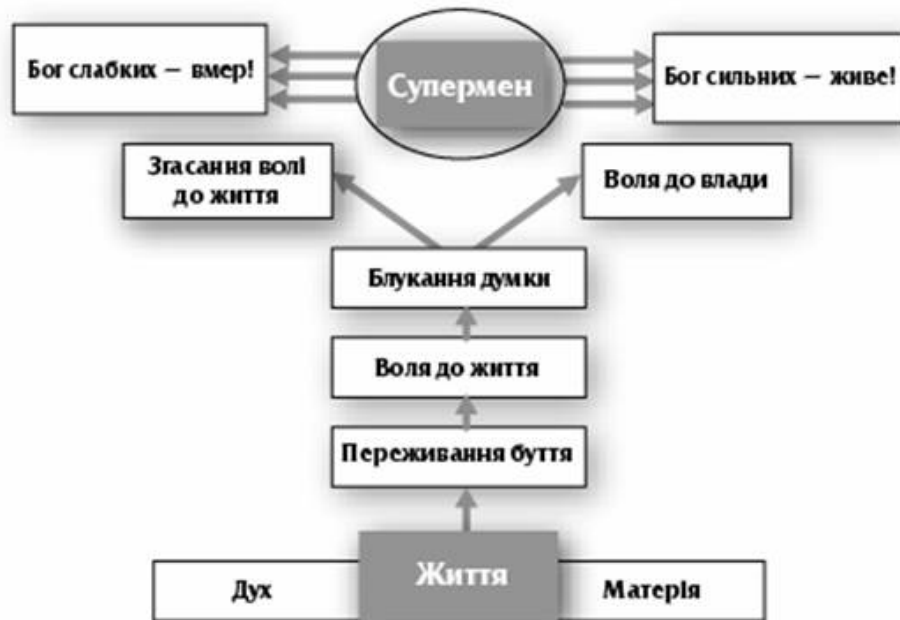 Бог слабких – вмер!
Супермен
Бог сильних – живе!
Згасання волі
до життя
Воля до влади
Блукання думки
Воля до життя
Переживання буття
Дух
Життя
Матерія